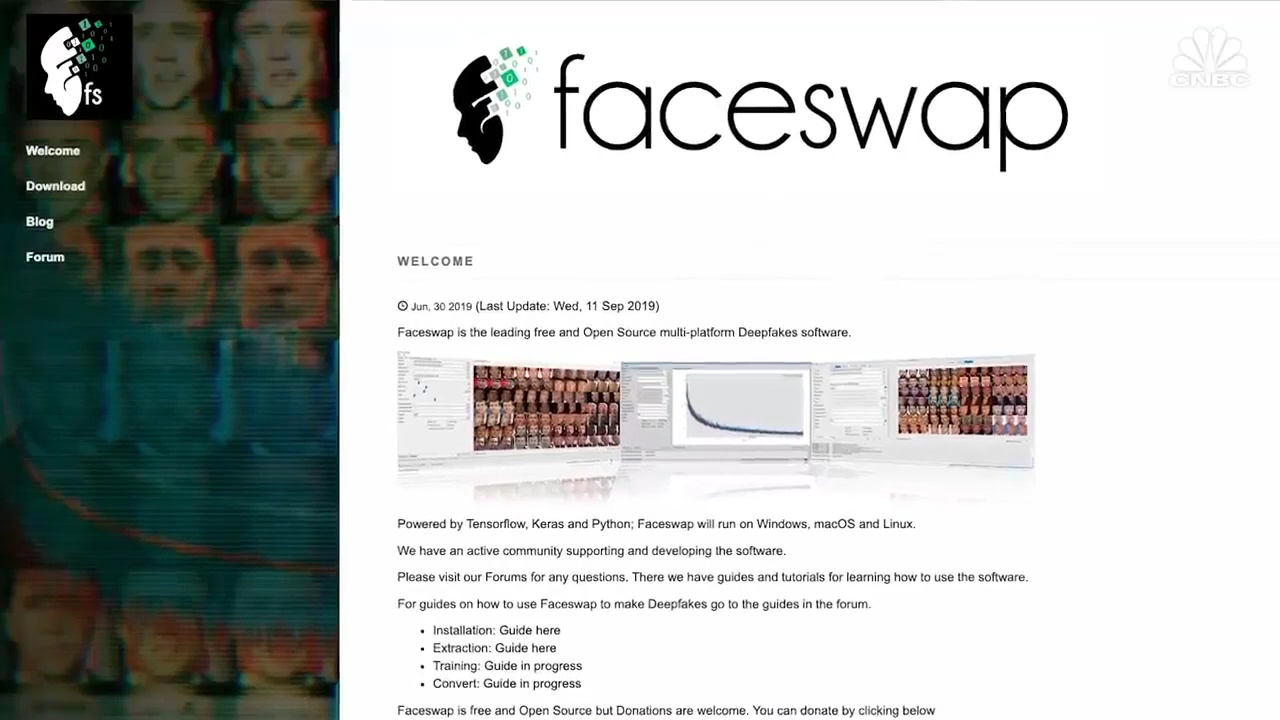 fs
Welcome
Download
Blog
Forum
faceswap
CNBC
WELCOME
Jun, 30 2019 (Last Update: Wed, 11 Sep 2019)
Faceswap is the leading free and Open Source multi-platform Deepfakes software.
Powered by Tensorflow, Keras and Python; Faceswap will run on Windows, macOS and Linux.
We have an active community supporting and developing the software.
Please visit our Forums for any questions. There we have guides and tutorials for learning how to use the software.
For guides on how to use Faceswap to make Deepfakes go to the guides in the forum.
• Installation: Guide here
• Extraction: Guide here
• Training: Guide in progress
• Convert: Guide in progress
Faceswap is free and Open Source but Donations are welcome. You can donate by clicking below